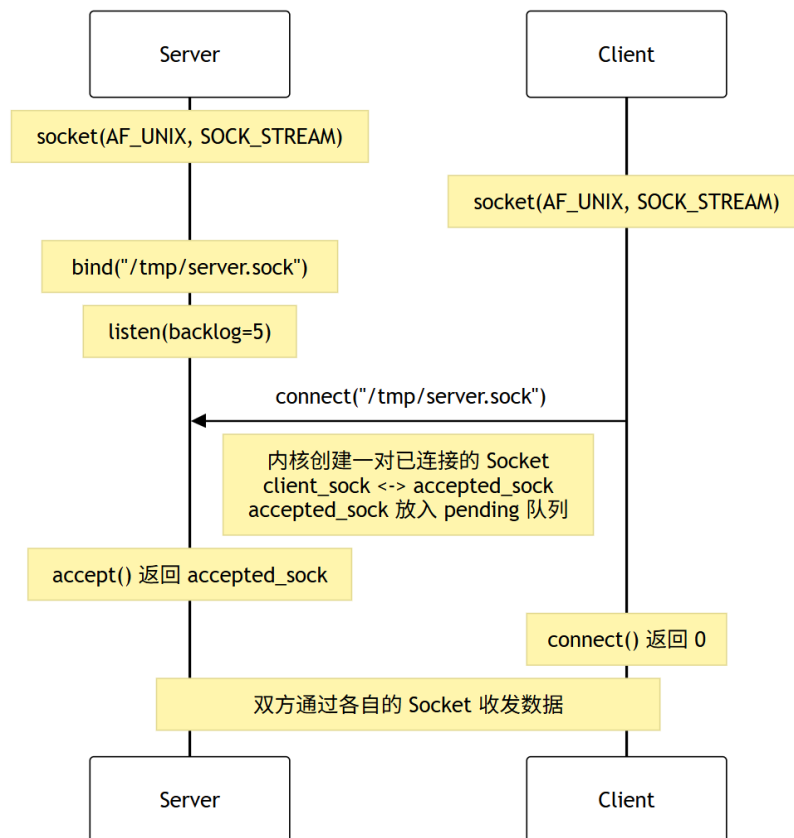 Server
Client
socket(AF_UNIX, SOCK_STREAM)
socket(AF_UNIX, SOCK_STREAM)
bind("/tmp/server.sock")
listen(backlog=5)
connect("/tmp/server.sock")
内核创建一对已连接的 Socket
client_sock <-> accepted_sock
accepted_sock 放入 pending 队列
accept() 返回 accepted_sock
connect() 返回 0
双方通过各自的 Socket 收发数据
Server
Client